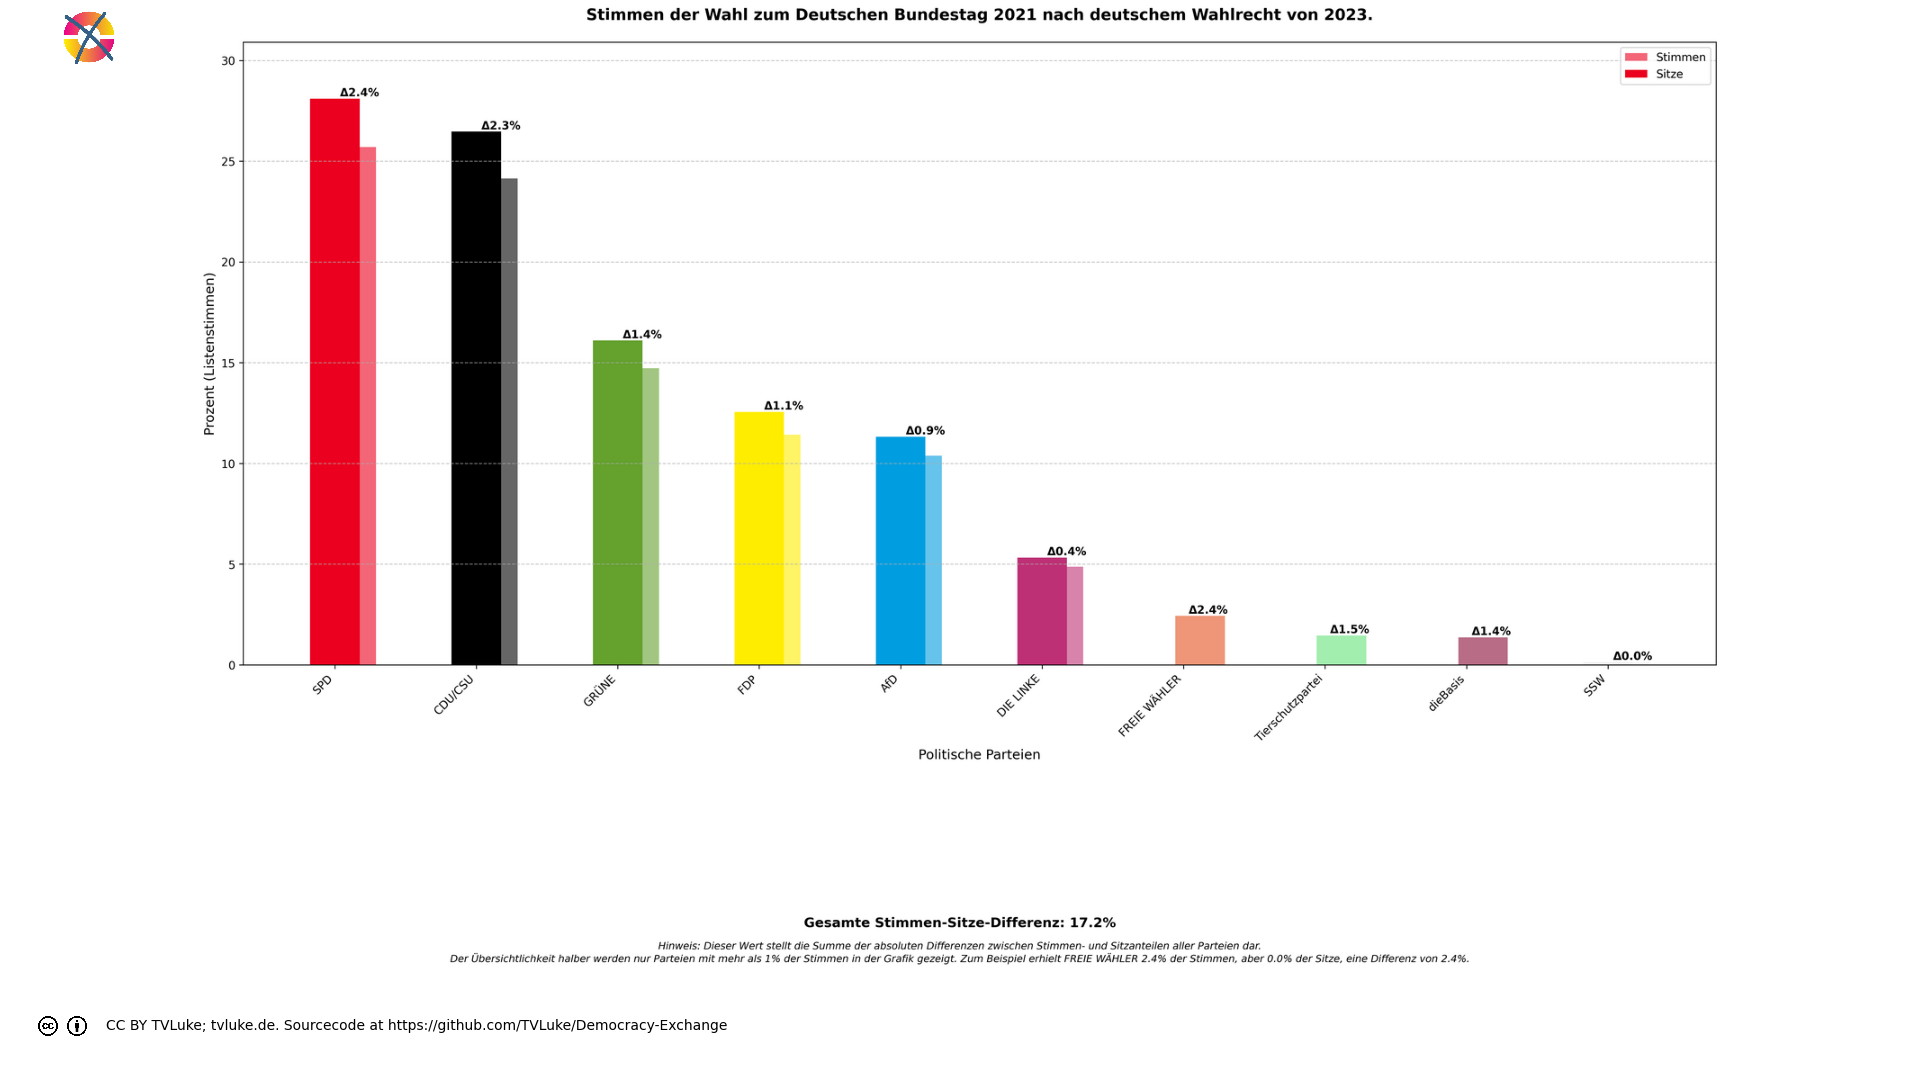 Stimmen der Wahl zum Deutschen Bundestag 2021 nach deutschem Wahlrecht von 2023.
Stimmen
Sitze
30
25
20
15
10
5
0
Prozent (Listenstimmen)
Δ2.4%
Δ2.3%
Δ1.4%
Δ1.1%
Δ0.9%
Δ0.4%
Δ2.4%
Δ1.5%
Δ1.4%
Δ0.0%
SPD
CDU/CSU
GRÜNE
FDP
AfD
DIE LINKE
FREIE WÄHLER
Tierschutzpartei
dieBasis
SSW
Politische Parteien
Gesamte Stimmen-Sitze-Differenz: 17.2%
Hinweis: Dieser Wert stellt die Summe der absoluten Differenzen zwischen Stimmen- und Sitzanteilen aller Parteien dar.
Der Übersichtlichkeit halber werden nur Parteien mit mehr als 1% der Stimmen in der Grafik gezeigt. Zum Beispiel erhielt FREIE WÄHLER 2.4% der Stimmen, aber 0.0% der Sitze, eine Differenz von 2.4%.
cc CC BY TVLuke; tvluke.de. Sourcecode at https://github.com/TVLuke/Democracy-Exchange